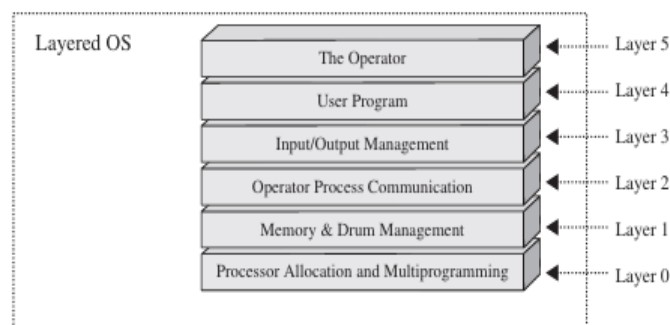 Layered OS
The Operator
Layer 5
User Program
Layer 4
Input/Output Management
Layer 3
Operator Process Communication
Layer 2
Memory & Drum Management
Layer 1
Processor Allocation and Multiprogramming
Layer 0